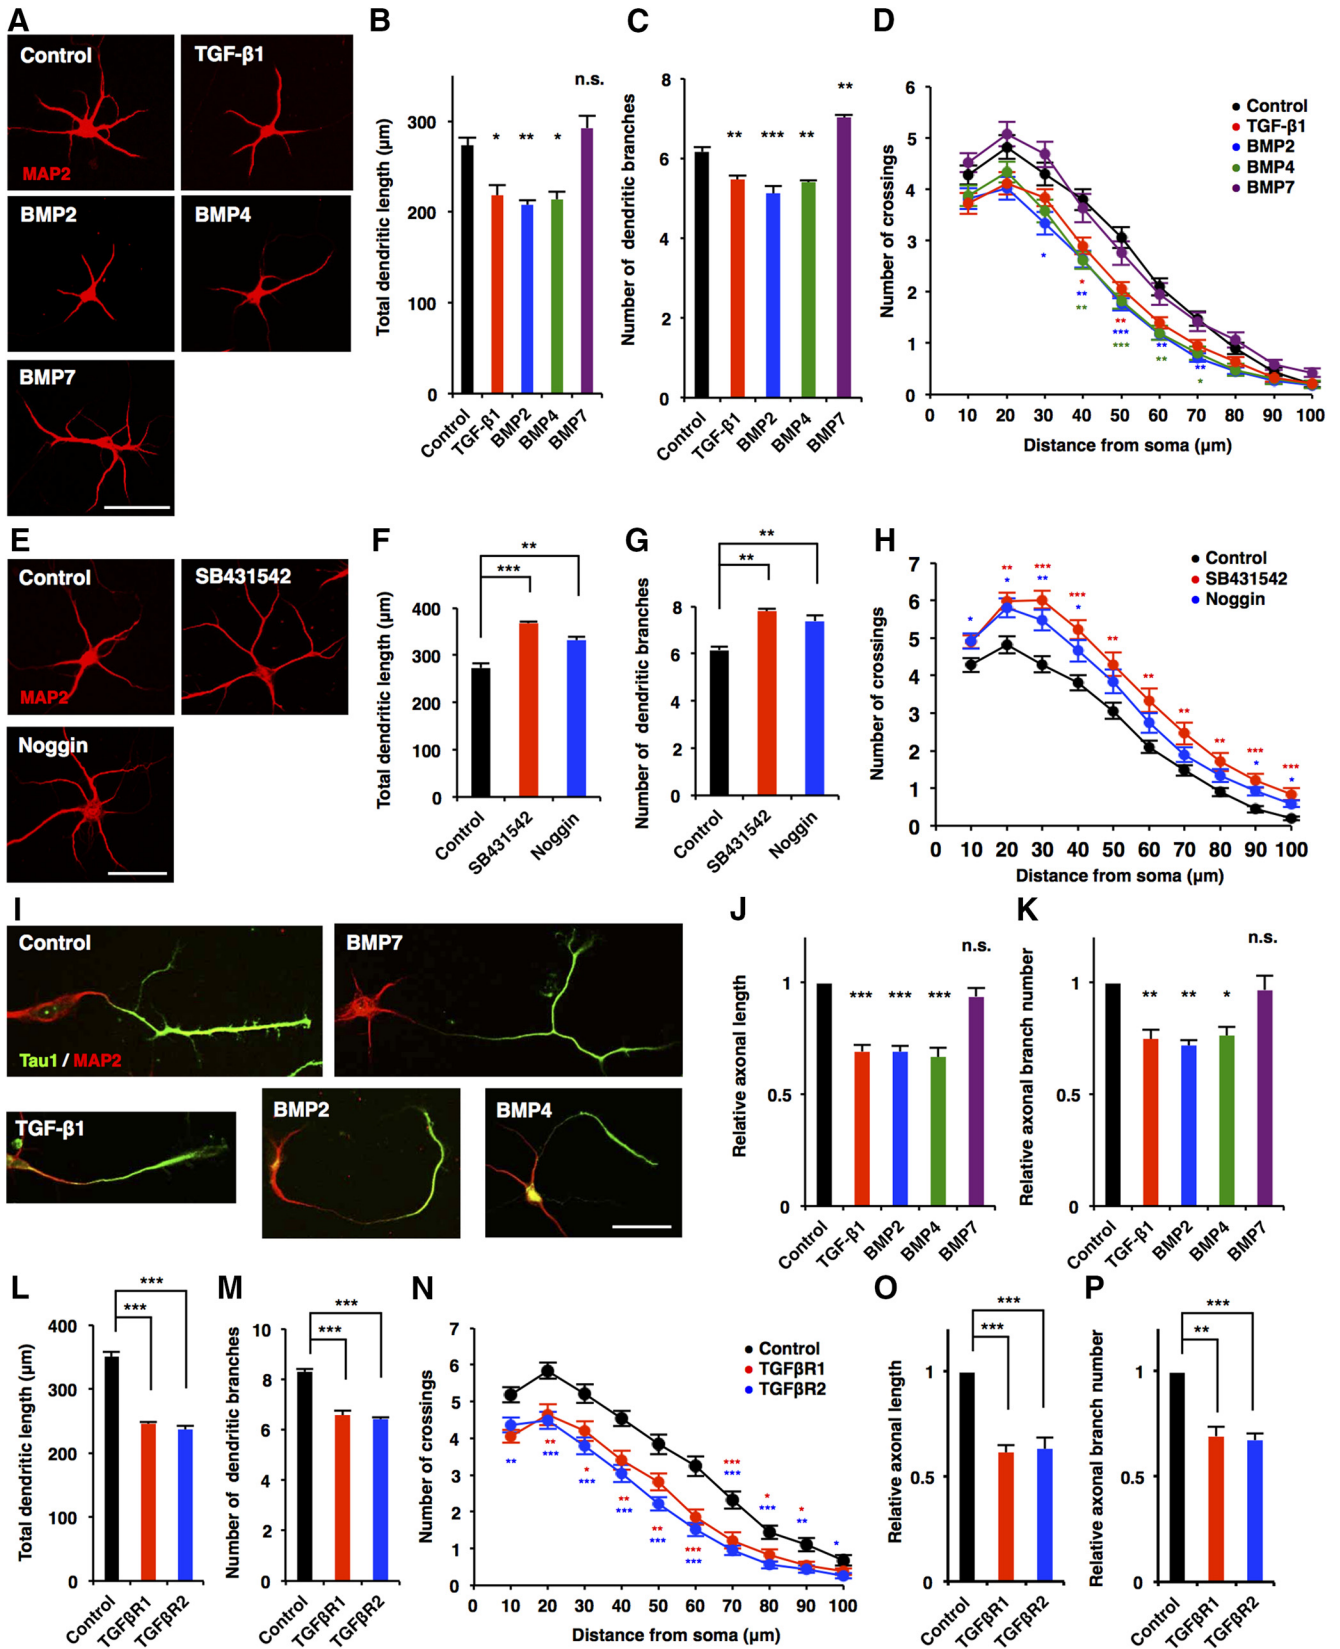 A
Control
MAP2
TGF-β1
BMP2
BMP4
BMP7
B
Total dendritic length (μm)
300
200
100
0
*
**
*
n.s.
Control
TGF-β1
BMP2
BMP4
BMP7
C
Number of dendritic branches
8
6
4
2
0
**
***
**
**
Control
TGF-β1
BMP2
BMP4
BMP7
D
Number of crossings
6
5
4
3
2
1
0
Control
TGF-β1
BMP2
BMP4
BMP7
*
*
**
**
**
***
***
**
**
**
*
0 10 20 30 40 50 60 70 80 90 100
Distance from soma (μm)
E
Control
MAP2
SB431542
Noggin
F
Total dendritic length (μm)
400
300
200
100
0
**
***
Control
SB431542
Noggin
G
Number of dendritic branches
8
6
4
2
0
**
**
Control
SB431542
Noggin
H
Number of crossings
7
6
5
4
3
2
1
0
Control
SB431542
Noggin
*
**
*
***
**
***
*
**
**
**
**
***
*
***
*
0 10 20 30 40 50 60 70 80 90 100
Distance from soma (μm)
I
Control
Tau1 / MAP2
BMP7
TGF-β1
BMP2
BMP4
J
Relative axonal length
1
0.5
0
***
***
***
n.s.
Control
TGF-β1
BMP2
BMP4
BMP7
K
Relative axonal branch number
1
0.5
0
**
**
*
n.s.
Control
TGF-β1
BMP2
BMP4
BMP7
L
Total dendritic length (μm)
400
300
200
100
0
***
***
Control
TGFβR1
TGFβR2
M
Number of dendritic branches
10
8
6
4
2
0
***
***
Control
TGFβR1
TGFβR2
N
Number of crossings
7
6
5
4
3
2
1
0
Control
TGFβR1
TGFβR2
**
**
***
*
***
**
***
**
***
***
***
***
***
*
***
*
**
*
0 10 20 30 40 50 60 70 80 90 100
Distance from soma (μm)
O
Relative axonal length
1
0.5
0
***
***
Control
TGFβR1
TGFβR2
P
Relative axonal branch number
1
0.5
0
***
**
Control
TGFβR1
TGFβR2